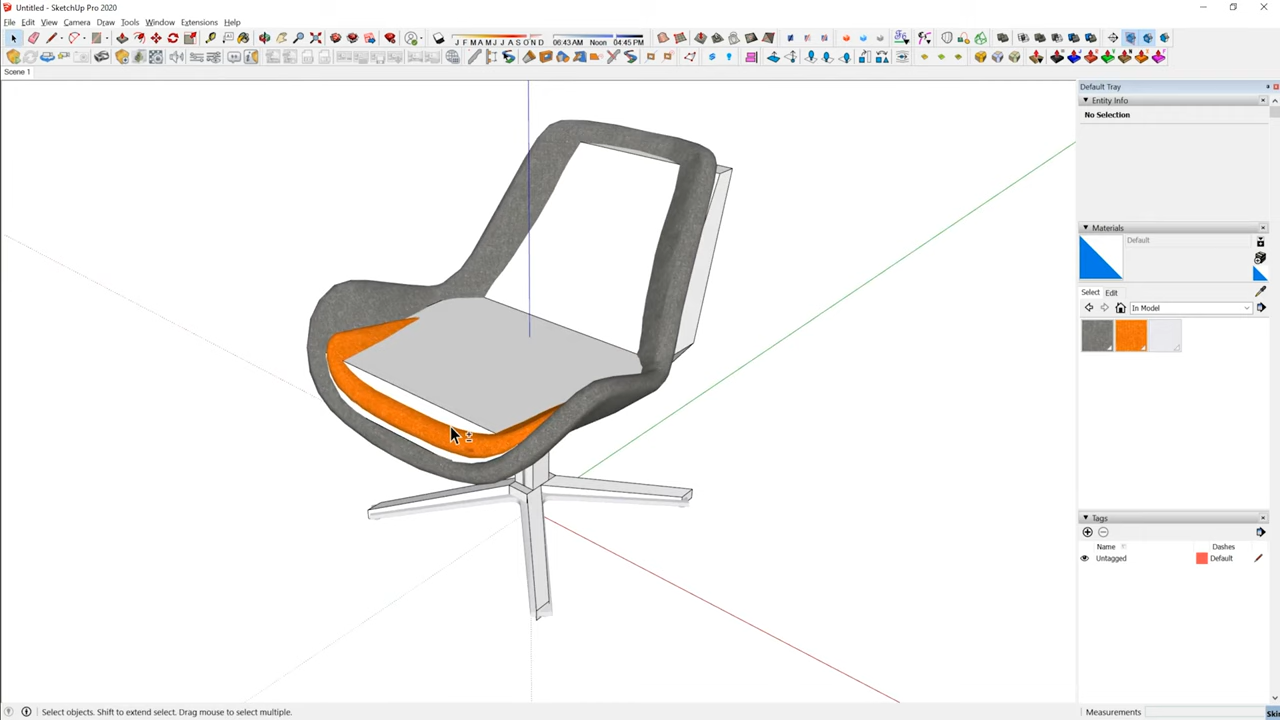 Untitled - SketchUp Pro 2020
File Edit View Camera Draw Tools Window Extensions Help
J F M A M J J A S O N D 06:43 AM Noon 04:45 PM
Scene 1
Default Tray
Entity Info
No Selection
Materials
Default
Select Edit
In Model
Tags
Name Dashes
Untagged Default
Select objects. Shift to extend select. Drag mouse to select multiple.
Measurements